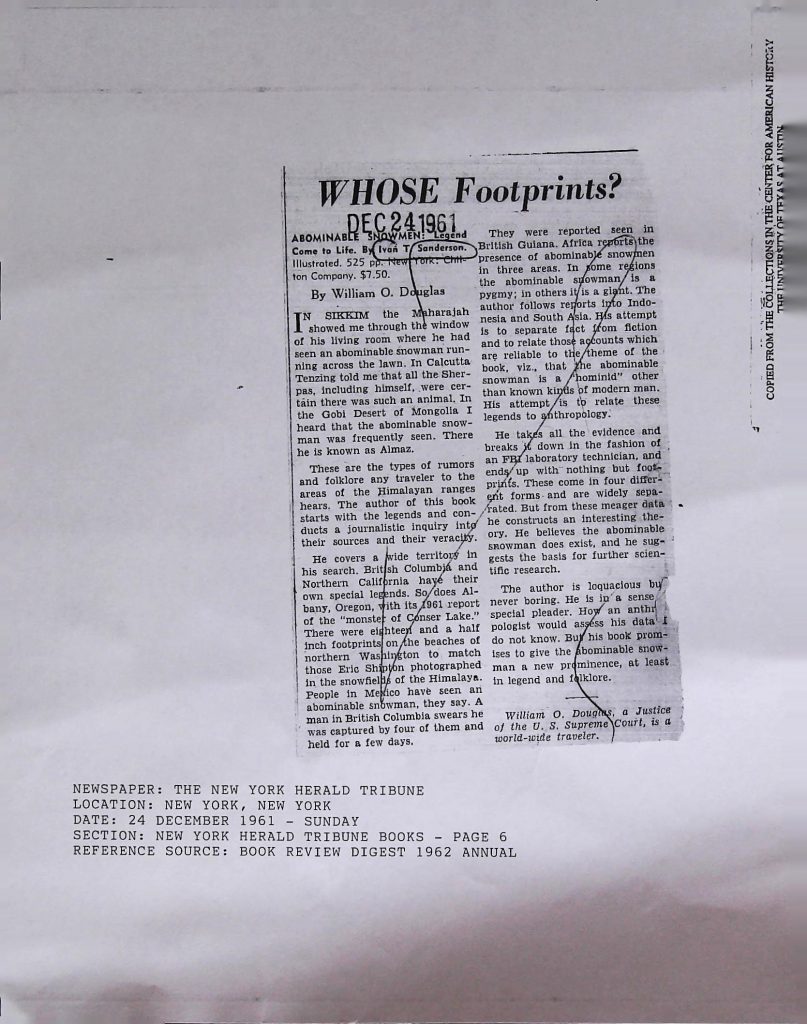 WHOSE Footprints?
DEC 24 1961
ABOMINABLE SNOWMEN: Legend
Come to Life. By Ivan T. Sanderson.
Illustrated. 525 pp. New York: Chil-
ton Company. $7.50.
By William O. Douglas
IN SIKKIM the Maharajah
showed me through the window
of his living room where he had
seen an abominable snowman run-
ning across the lawn. In Calcutta
Tenzing told me that all the Sher-
pas, including himself, were cer-
tain there was such an animal. In
the Gobi Desert of Mongolia I
heard that the abominable snow-
man was frequently seen. There
he is known as Almaz.
These are the types of rumors
and folklore any traveler to the
areas of the Himalayan ranges
hears. The author of this book
starts with the legends and con-
ducts a journalistic inquiry into
their sources and their veracity.
He covers a wide territory in
his search. British Columbia and
Northern California have their
own special legends. So does Al-
bany, Oregon, with its 1961 report
of the "monster of Conser Lake."
There were eighteen and a half
inch footprints on the beaches of
northern Washington to match
those Eric Shipton photographed
in the snowfields of the Himalaya.
People in Mexico have seen an
abominable snowman, they say. A
man in British Columbia swears he
was captured by four of them and
held for a few days.
They were reported seen in
British Guiana. Africa reports the
presence of abominable snowmen
in three areas. In some regions
the abominable snowman is a
pygmy; in others it is a giant. The
author follows reports into Indo-
nesia and South Asia. His attempt
is to separate fact from fiction
and to relate those accounts which
are reliable to the theme of the
book, viz., that the abominable
snowman is a "hominid" other
than known kinds of modern man.
His attempt is to relate these
legends to anthropology.
He takes all the evidence and
breaks it down in the fashion of
an FBI laboratory technician, and
ends up with nothing but foot-
prints. These come in four differ-
ent forms and are widely sepa-
rated. But from these meager data
he constructs an interesting the-
ory. He believes the abominable
snowman does exist, and he sug-
gests the basis for further scien-
tific research.
The author is loquacious bu
never boring. He is in a sense
special pleader. How an anthr
pologist would assess his data I
do not know. But his book prom-
ises to give the abominable snow-
man a new prominence, at least
in legend and folklore.
William O. Douglas, a Justice
of the U. S. Supreme Court, is a
world-wide traveler.
NEWSPAPER: THE NEW YORK HERALD TRIBUNE
LOCATION: NEW YORK, NEW YORK
DATE: 24 DECEMBER 1961 - SUNDAY
SECTION: NEW YORK HERALD TRIBUNE BOOKS - PAGE 6
REFERENCE SOURCE: BOOK REVIEW DIGEST 1962 ANNUAL
COPIED FROM THE COLLECTIONS IN THE CENTER FOR AMERICAN HISTORY
THE UNIVERSITY OF TEXAS AT AUSTIN